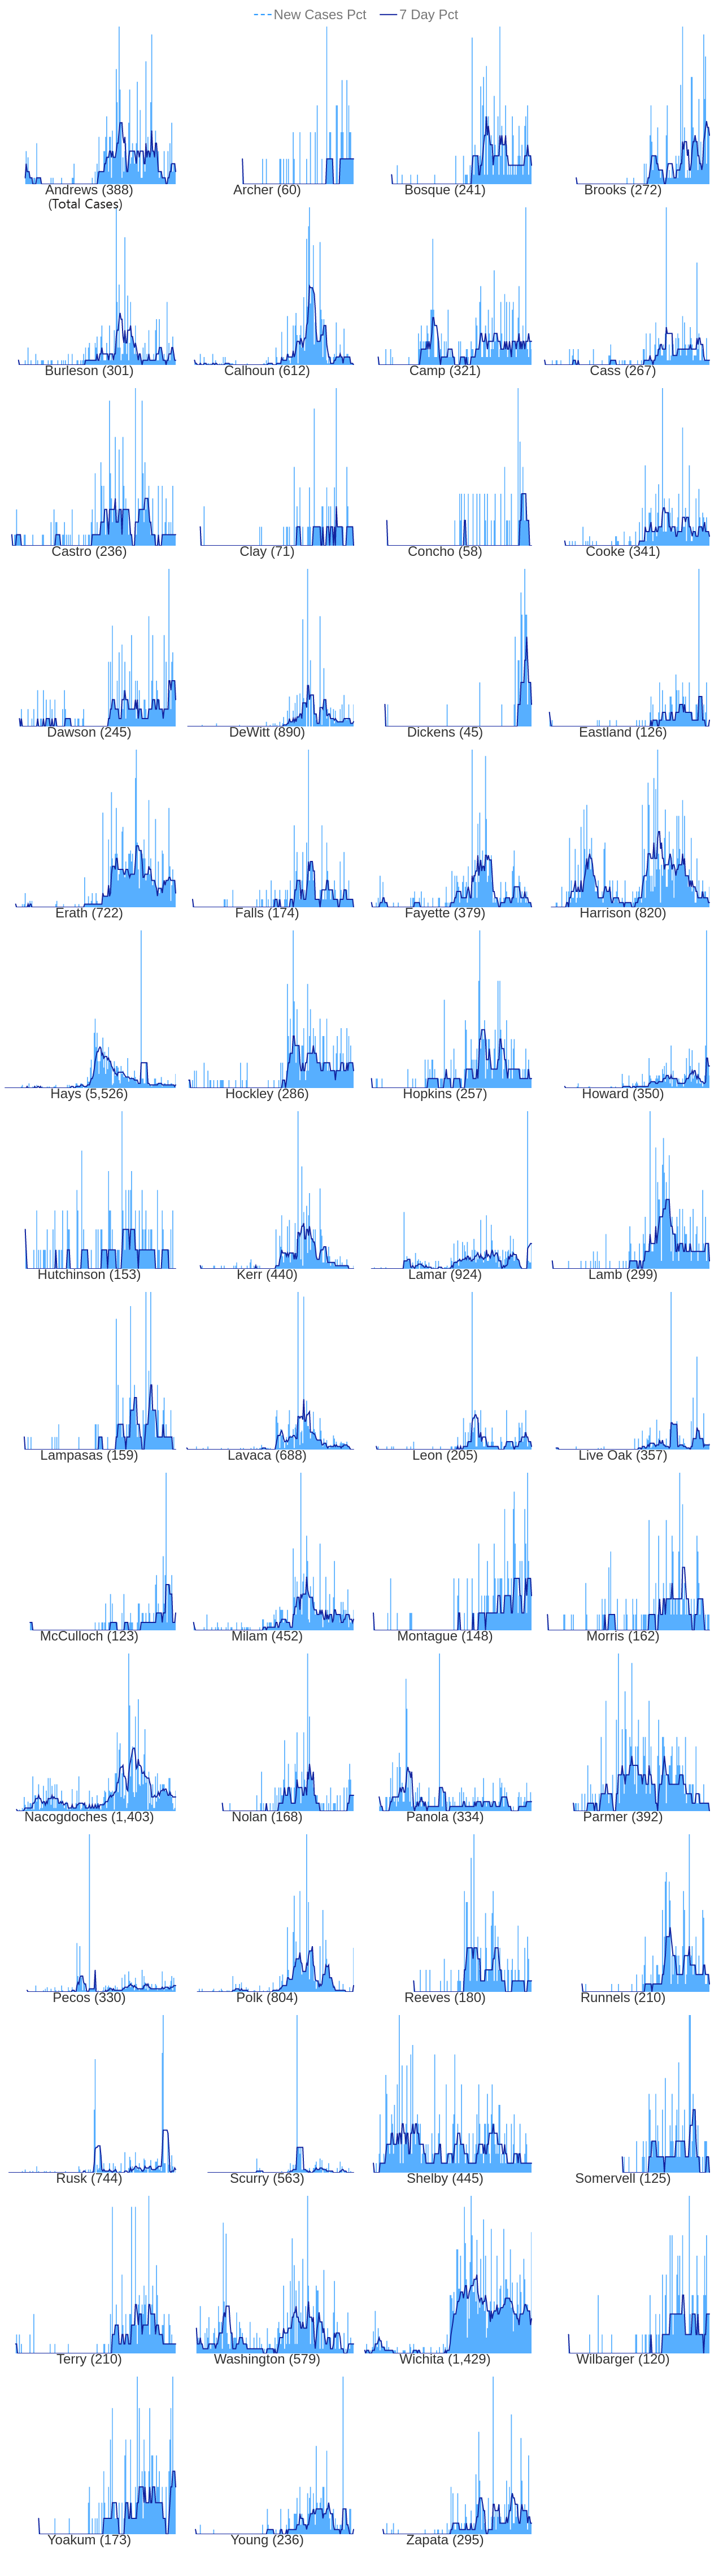 New Cases Pct 7 Day Pct
Andrews (388) Archer (60) Bosque (241) Brooks (272)
(Total Cases)
Burleson (301) Calhoun (612) Camp (321) Cass (267)
Castro (236) Clay (71) Concho (58) Cooke (341)
Dawson (245) DeWitt (890) Dickens (45) Eastland (126)
Erath (722) Falls (174) Fayette (379) Harrison (820)
Hays (5,526) Hockley (286) Hopkins (257) Howard (350)
Hutchinson (153) Kerr (440) Lamar (924) Lamb (299)
Lampasas (159) Lavaca (688) Leon (205) Live Oak (357)
McCulloch (123) Milam (452) Montague (148) Morris (162)
Nacogdoches (1,403) Nolan (168) Panola (334) Parmer (392)
Pecos (330) Polk (804) Reeves (180) Runnels (210)
Rusk (744) Scurry (563) Shelby (445) Somervell (125)
Terry (210) Washington (579) Wichita (1,429) Wilbarger (120)
Yoakum (173) Young (236) Zapata (295)